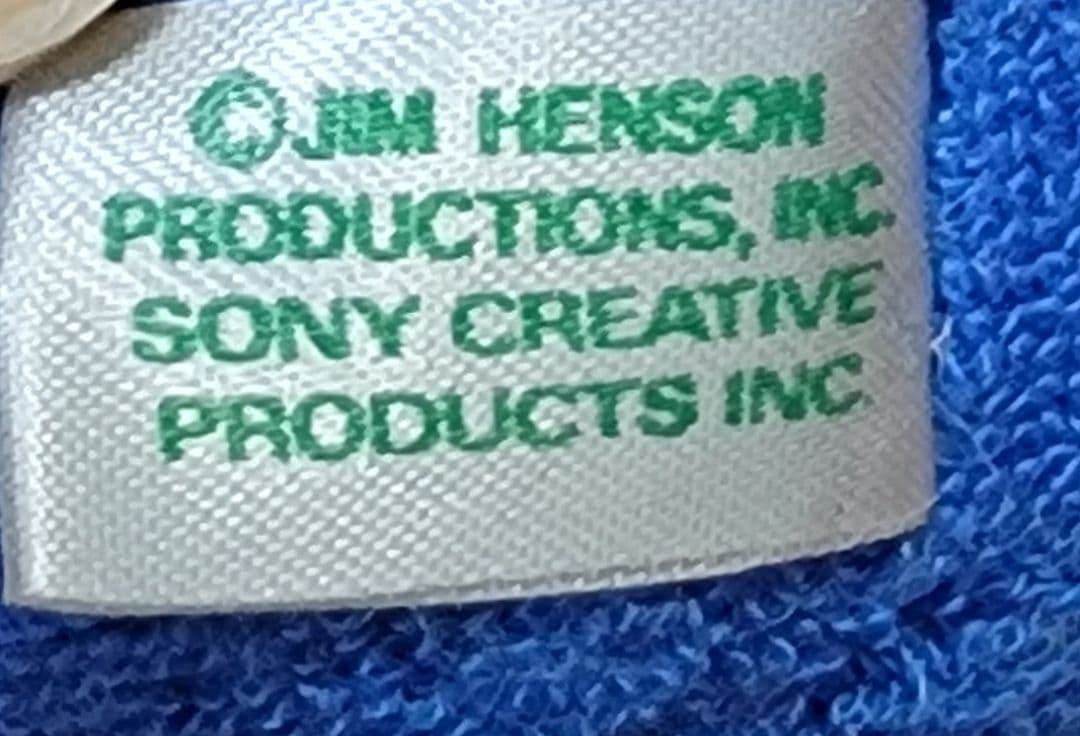 ©JIM HENSON
PRODUCTIONS, INC.
SONY CREATIVE
PRODUCTS INC.